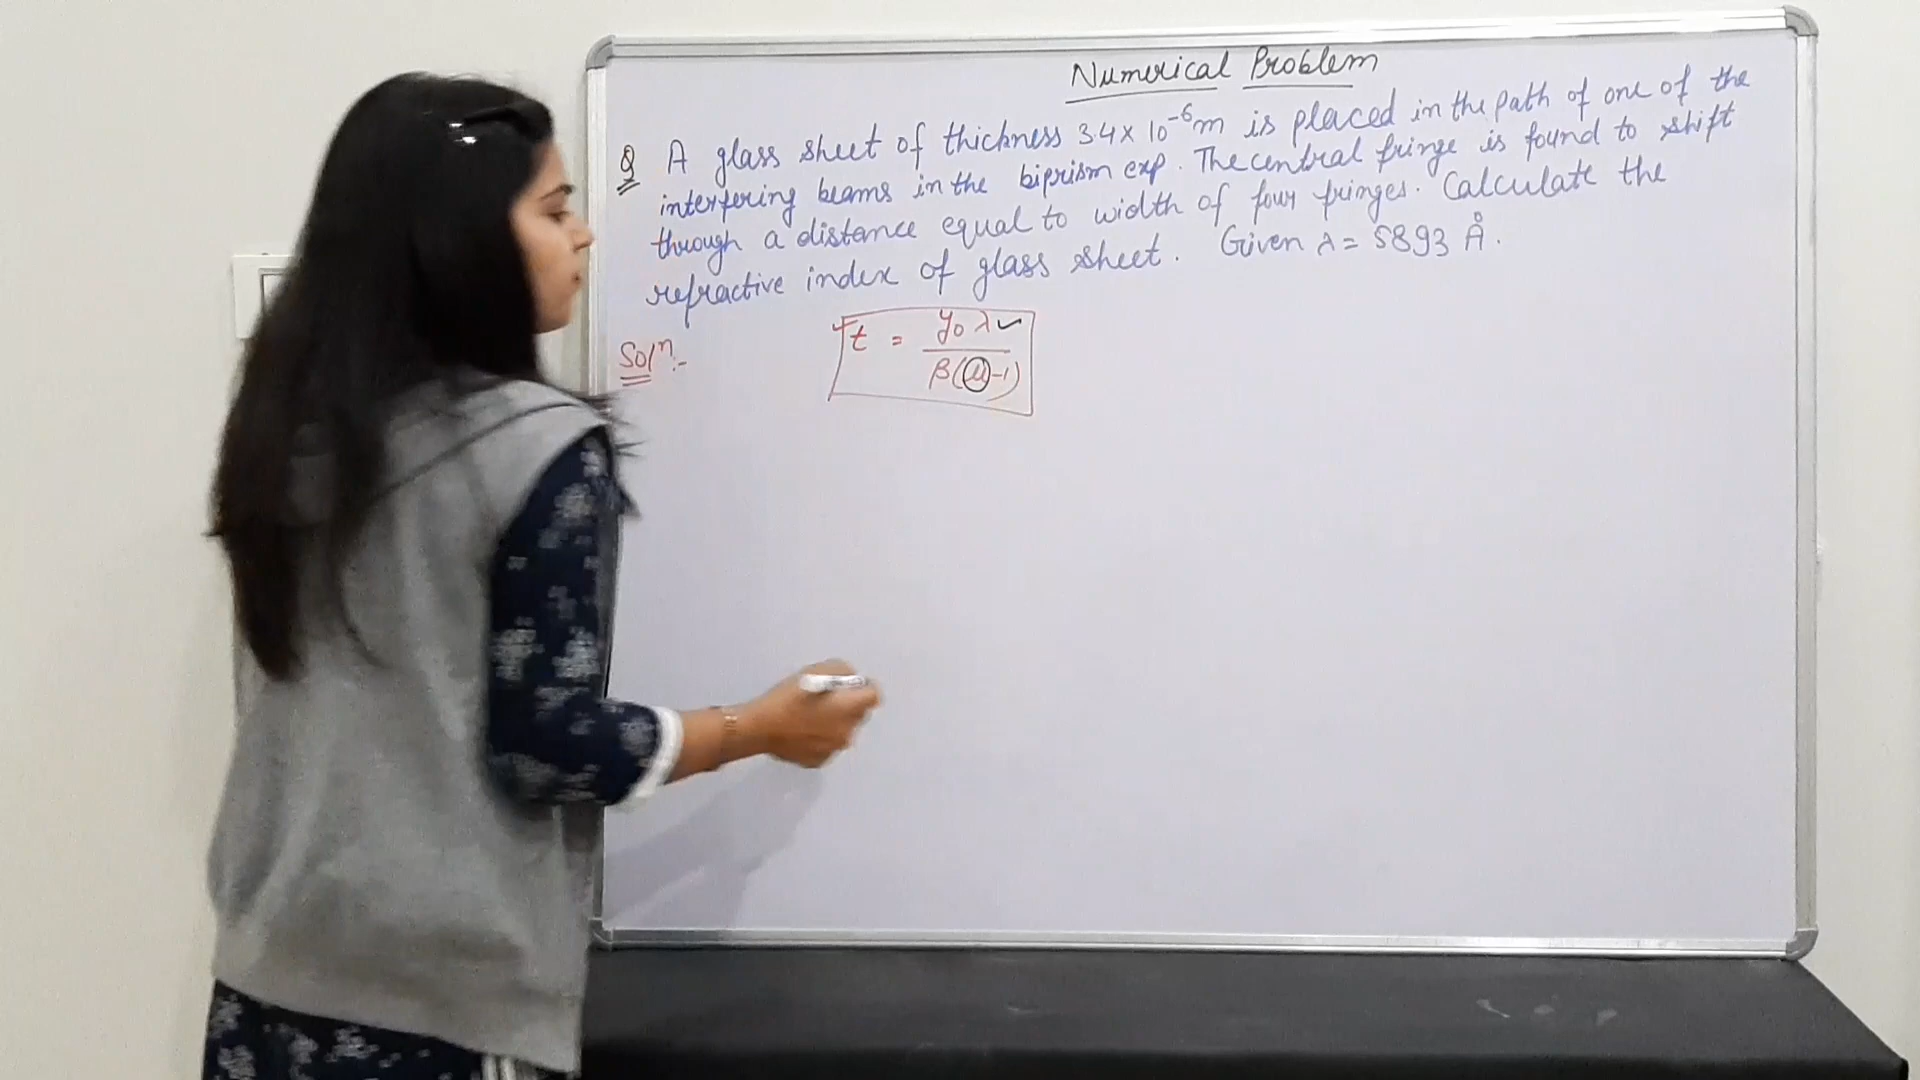 Numerical Problem
Q A glass sheet of thickness 3.4 x 10⁻⁶ m is placed in the path of one of the
interfering beams in the biprism exp. The central fringe is found to shift
through a distance equal to width of four fringes. Calculate the
refractive index of glass sheet. Given λ = 5893 Å.
Solⁿ:-
t = y₀ λ / β(μ-1)